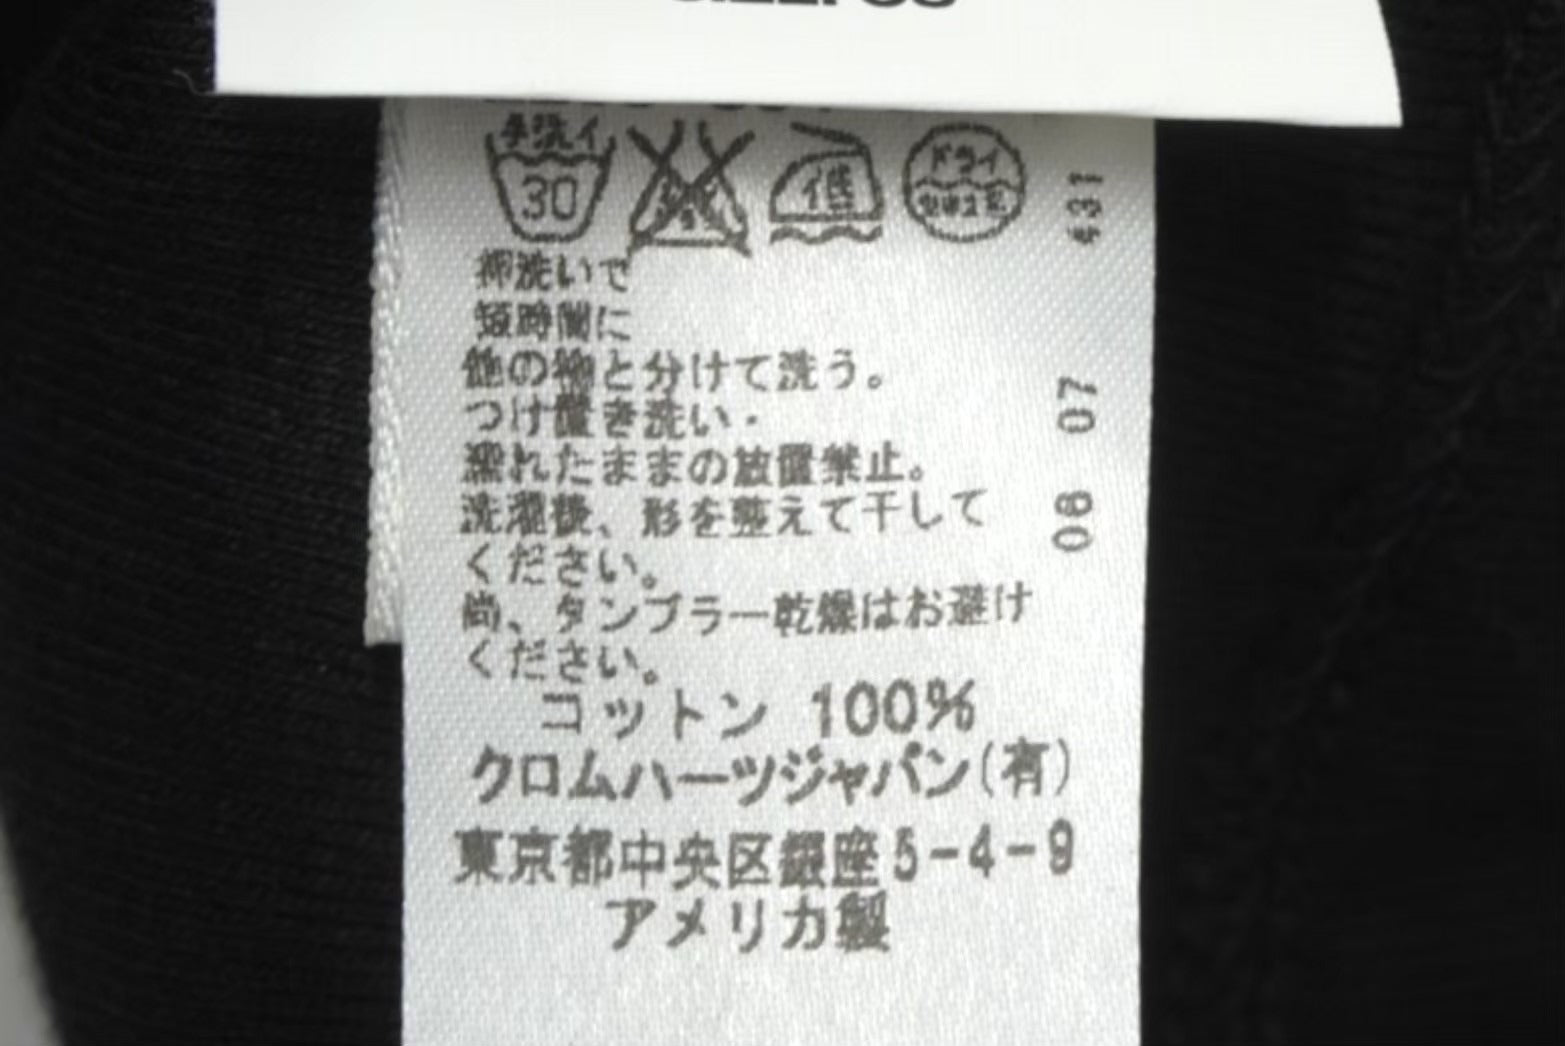 手洗イ
30
低
ドライ
押洗いで
短時間に
他の物と分けて洗う。
つけ置き洗い・
濡れたままの放置禁止。
洗濯後、形を整えて干して
ください。
尚、タンブラー乾燥はお避け
ください。
コットン 100%
クロムハーツジャパン(有)
東京都中央区銀座5-4-9
アメリカ製
08 07 431